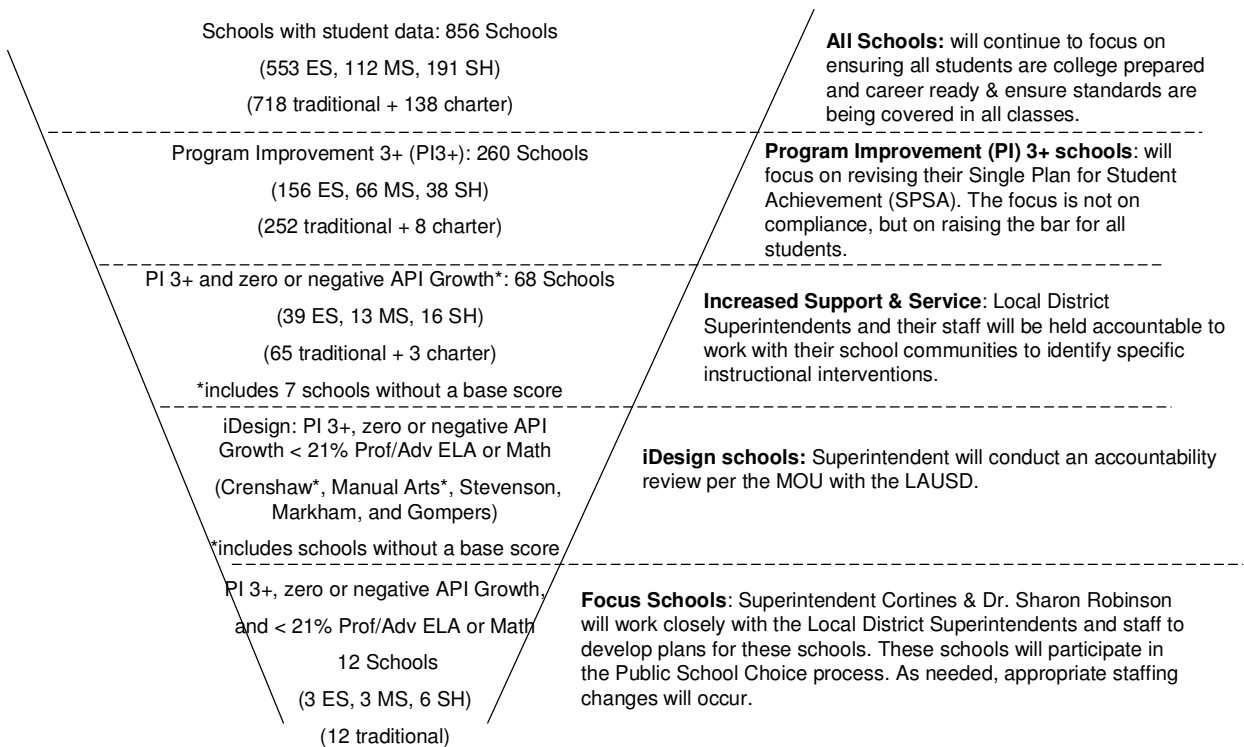 Schools with student data: 856 Schools
(553 ES, 112 MS, 191 SH)
(718 traditional + 138 charter)
All Schools: will continue to focus on
ensuring all students are college prepared
and career ready & ensure standards are
being covered in all classes.
Program Improvement 3+ (PI3+): 260 Schools
(156 ES, 66 MS, 38 SH)
(252 traditional + 8 charter)
Program Improvement (PI) 3+ schools: will
focus on revising their Single Plan for Student
Achievement (SPSA). The focus is not on
compliance, but on raising the bar for all
students.
PI 3+ and zero or negative API Growth*: 68 Schools
(39 ES, 13 MS, 16 SH)
(65 traditional + 3 charter)
*includes 7 schools without a base score
Increased Support & Service: Local District
Superintendents and their staff will be held accountable to
work with their school communities to identify specific
instructional interventions.
iDesign: PI 3+, zero or negative API
Growth < 21% Prof/Adv ELA or Math
(Crenshaw*, Manual Arts*, Stevenson,
Markham, and Gompers)
*includes schools without a base score
iDesign schools: Superintendent will conduct an accountability
review per the MOU with the LAUSD.
PI 3+, zero or negative API Growth,
and < 21% Prof/Adv ELA or Math
12 Schools
(3 ES, 3 MS, 6 SH)
(12 traditional)
Focus Schools: Superintendent Cortines & Dr. Sharon Robinson
will work closely with the Local District Superintendents and staff to
develop plans for these schools. These schools will participate in
the Public School Choice process. As needed, appropriate staffing
changes will occur.